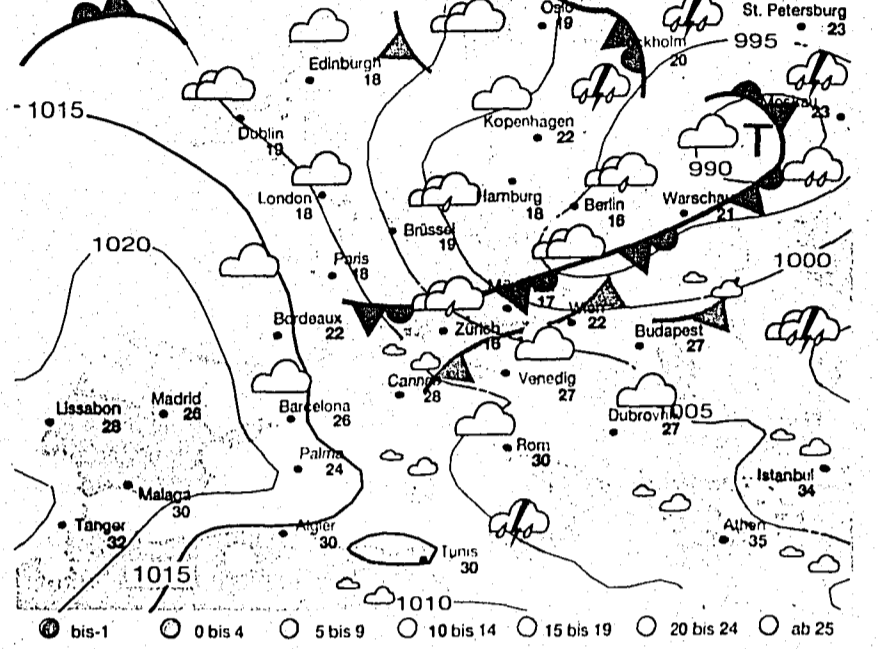 Oslo
19
St. Petersburg
23
995
kholm
20
Edinburgh
18
Moskau
23
1015
Dublin
19
Kopenhagen
22
T
990
London
18
Hamburg
18
Berlin
16
Warschau
21
Brüssel
19
1020
Paris
18
1000
17
Wien
22
Bordeaux
22
Zürich
16
Budapest
27
Cannes
28
Venedig
27
Lissabon
28
Madrid
26
Barcelona
26
Dubrovnik
27
1005
Palma
24
Rom
30
Istanbul
34
Malaga
30
Tanger
32
Algier
30
Athen
35
Tunis
30
1015
1010
bis-1 0 bis 4 5 bis 9 10 bis 14 15 bis 19 20 bis 24 ab 25